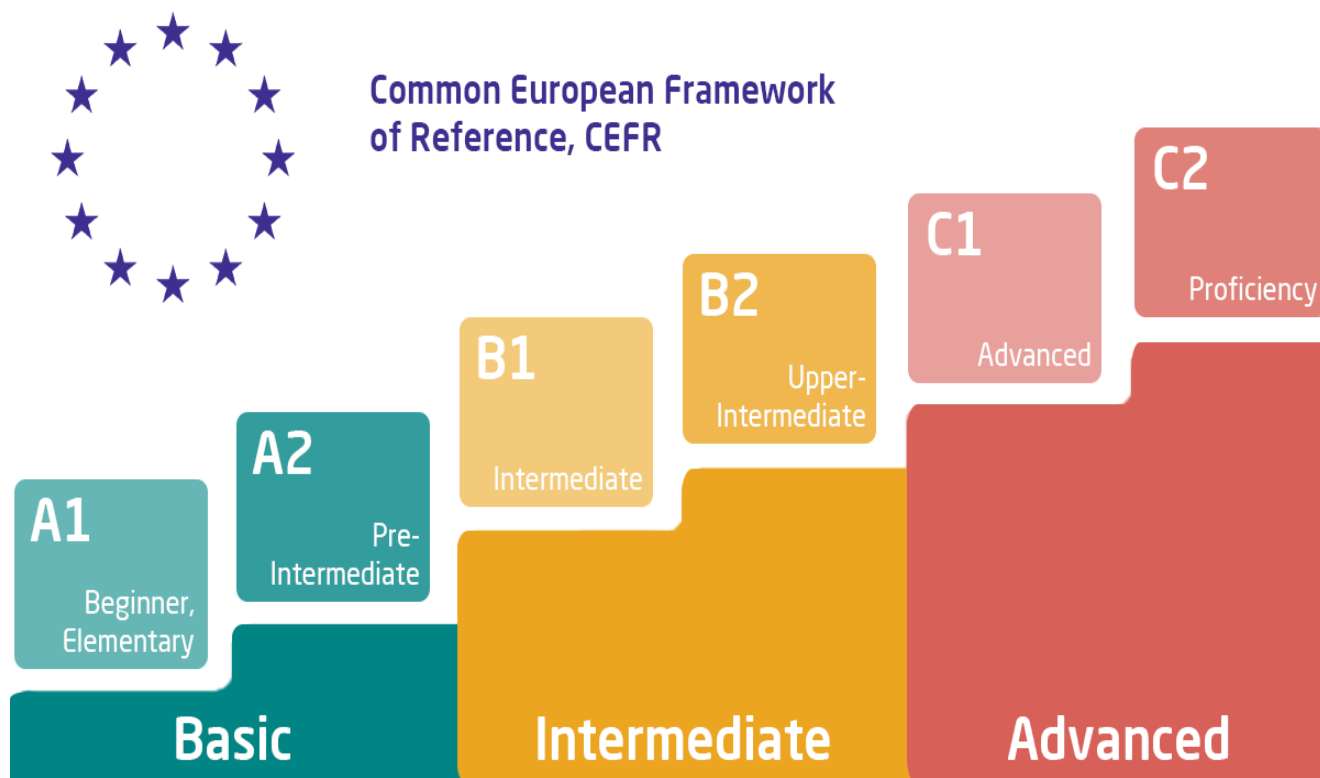 Common European Framework
of Reference, CEFR
A1
Beginner,
Elementary
A2
Pre-
Intermediate
B1
Intermediate
B2
Upper-
Intermediate
C1
Advanced
C2
Proficiency
Basic
Intermediate
Advanced